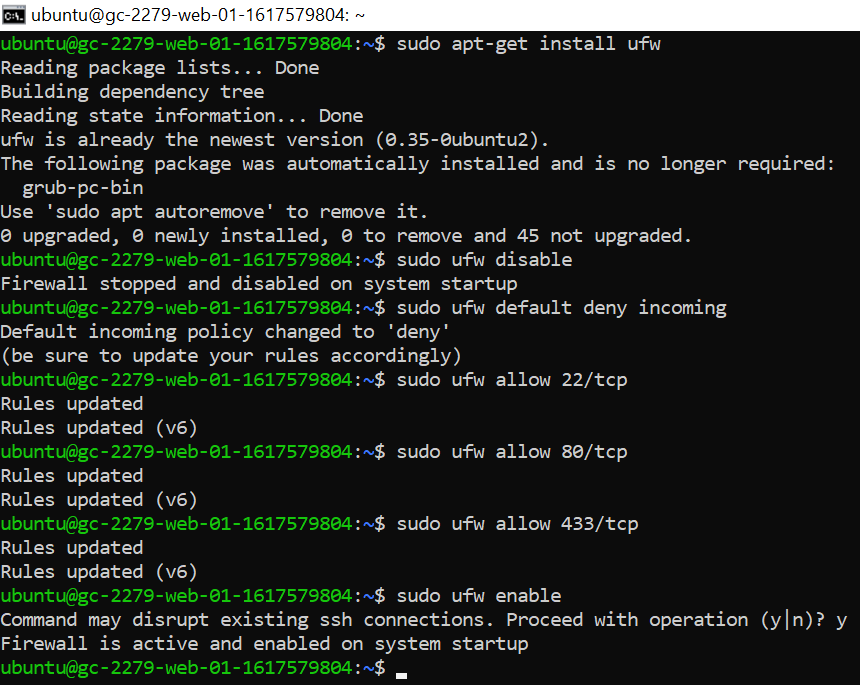 ubuntu@gc-2279-web-01-1617579804: ~
ubuntu@gc-2279-web-01-1617579804:~$ sudo apt-get install ufw
Reading package lists... Done
Building dependency tree
Reading state information... Done
ufw is already the newest version (0.35-0ubuntu2).
The following package was automatically installed and is no longer required:
  grub-pc-bin
Use 'sudo apt autoremove' to remove it.
0 upgraded, 0 newly installed, 0 to remove and 45 not upgraded.
ubuntu@gc-2279-web-01-1617579804:~$ sudo ufw disable
Firewall stopped and disabled on system startup
ubuntu@gc-2279-web-01-1617579804:~$ sudo ufw default deny incoming
Default incoming policy changed to 'deny'
(be sure to update your rules accordingly)
ubuntu@gc-2279-web-01-1617579804:~$ sudo ufw allow 22/tcp
Rules updated
Rules updated (v6)
ubuntu@gc-2279-web-01-1617579804:~$ sudo ufw allow 80/tcp
Rules updated
Rules updated (v6)
ubuntu@gc-2279-web-01-1617579804:~$ sudo ufw allow 433/tcp
Rules updated
Rules updated (v6)
ubuntu@gc-2279-web-01-1617579804:~$ sudo ufw enable
Command may disrupt existing ssh connections. Proceed with operation (y|n)? y
Firewall is active and enabled on system startup
ubuntu@gc-2279-web-01-1617579804:~$